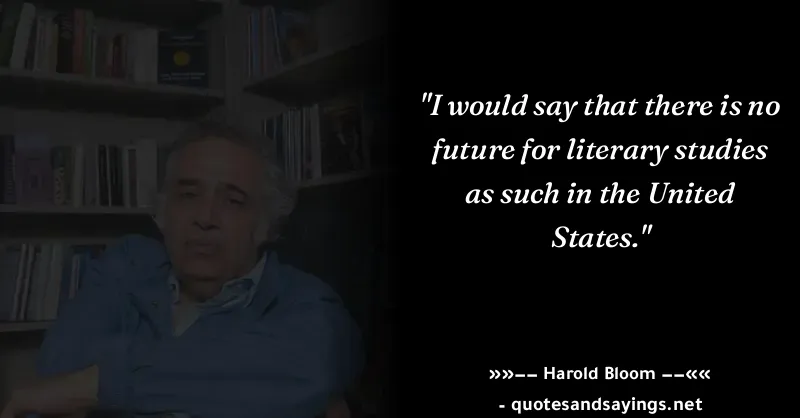 "I would say that there is no
future for literary studies
as such in the United
States."
»»–– Harold Bloom ––««
- quotesandsayings.net